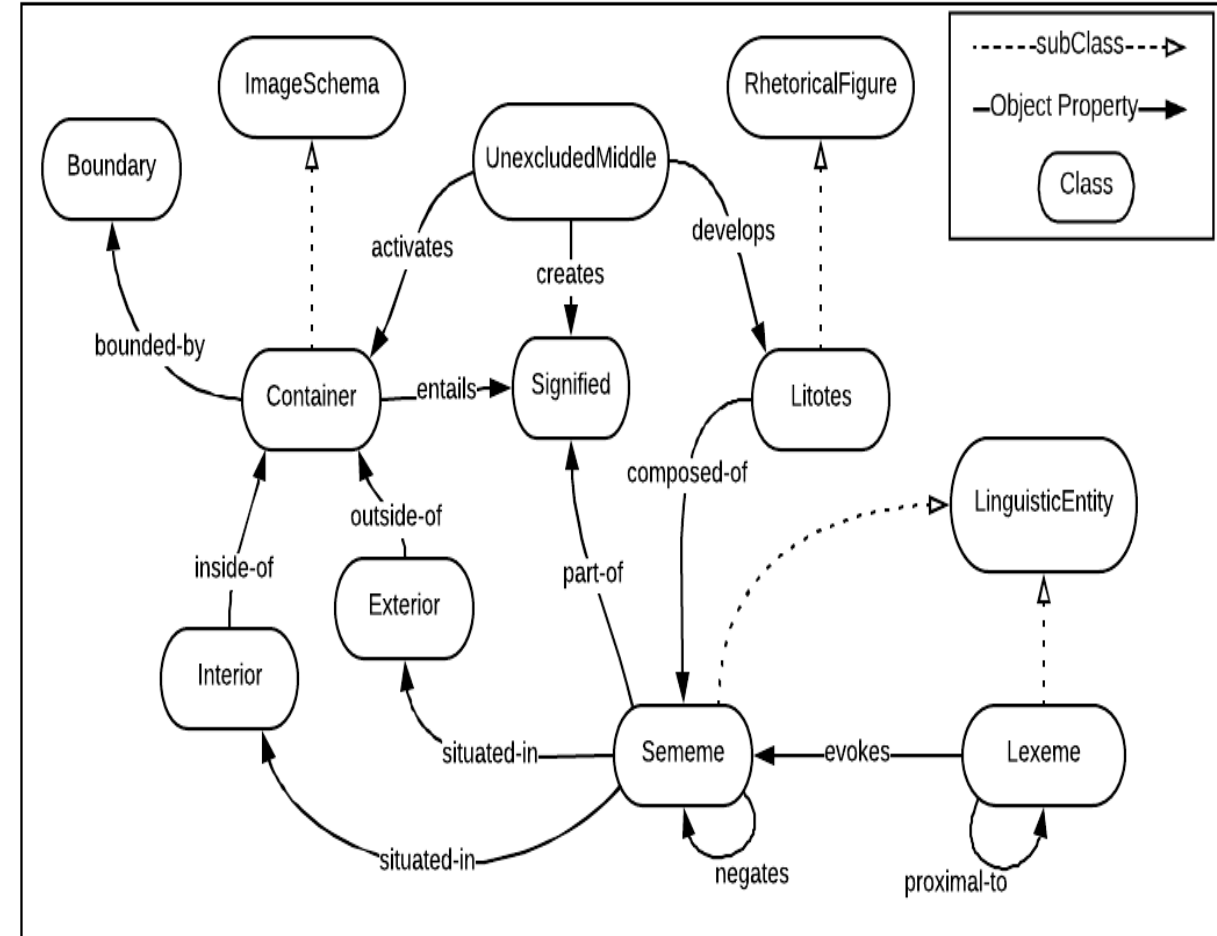 subClass
ImageSchema
RhetoricalFigure
Object Property
UnexcludedMiddle
Boundary
Class
develops
activates
creates
bounded-by
entails
Signified
Container
Litotes
composed-of
LinguisticEntity
outside-of
inside-of
part-of
Exterior
Interior
situated-in
Sememe
evokes
Lexeme
situated-in
negates
proximal-to